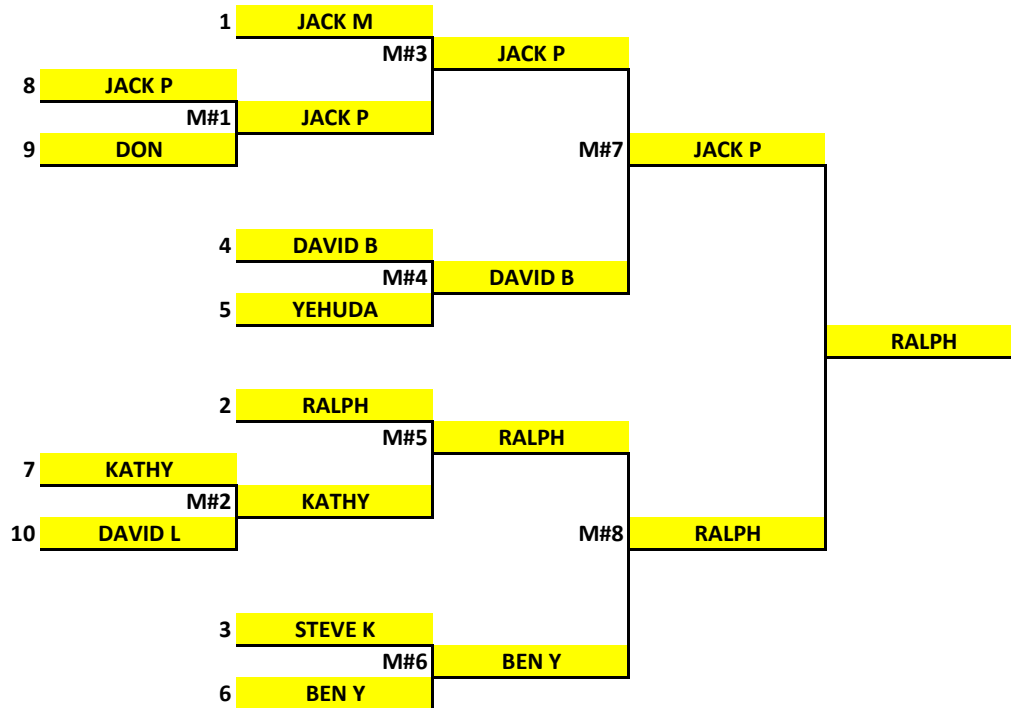 1 JACK M
M#3 JACK P
8 JACK P
M#1 JACK P
9 DON
M#7 JACK P
4 DAVID B
M#4 DAVID B
5 YEHUDA
RALPH
2 RALPH
M#5 RALPH
7 KATHY
M#2 KATHY
10 DAVID L
M#8 RALPH
3 STEVE K
M#6 BEN Y
6 BEN Y